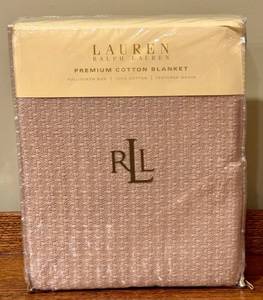 LAUREN
RALPH LAUREN
PREMIUM COTTON BLANKET
FULL/QUEEN SIZE | 100% COTTON | TEXTURED WEAVE
RLL